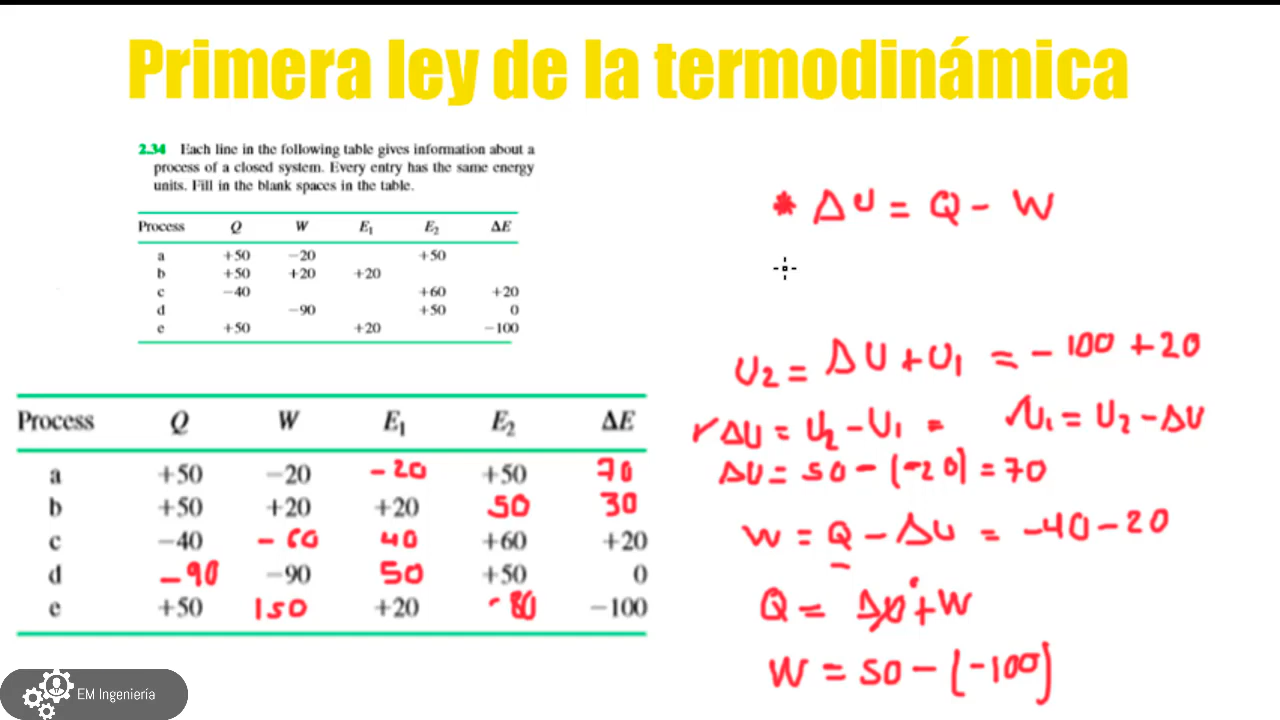 Primera ley de la termodinámica
2.34 Each line in the following table gives information about a
process of a closed system. Every entry has the same energy
units. Fill in the blank spaces in the table.
Process Q W E₁ E₂ ΔE
a +50 −20 +50
b +50 +20 +20
c −40 +60 +20
d −90 +50 0
e +50 +20 −100
Process Q W E₁ E₂ ΔE
a +50 −20 -20 +50 70
b +50 +20 +20 50 30
c −40 -60 40 +60 +20
d -90 −90 50 +50 0
e +50 150 +20 -80 −100
* ΔU = Q - W
U₂ = ΔU + U₁ = - 100 + 20
ΔU = U₂ - U₁ = U₁ = U₂ - ΔU
ΔU = 50 - (-20) = 70
W = Q - ΔU = -40 - 20
Q = ΔU + W
W = 50 - (-100)
EM Ingeniería